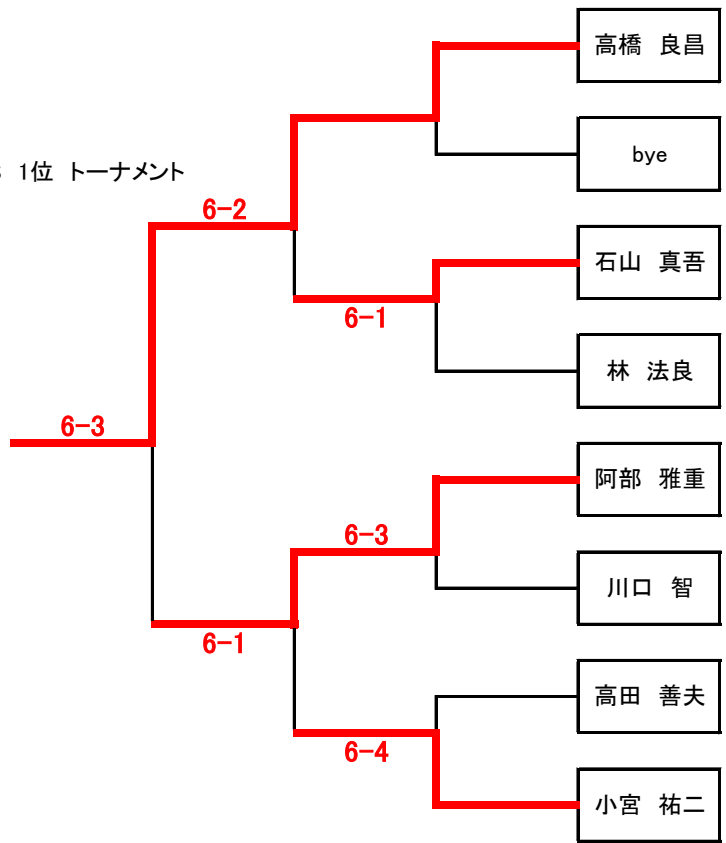 高橋 良昌
bye
1位 トーナメント
6-2
石山 真吾
6-1
林 法良
6-3
阿部 雅重
6-3
川口 智
6-1
高田 善夫
6-4
小宮 祐二